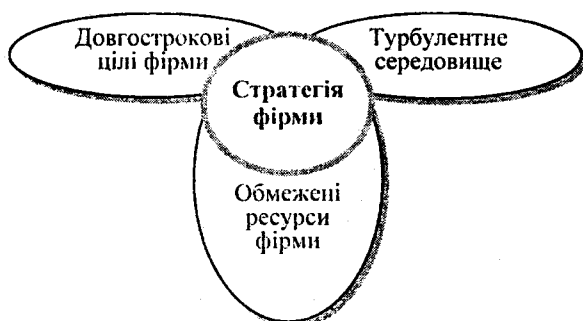 Довгострокові
цілі фірми
Турбулентне
середовище
Стратегія
фірми
Обмежені
ресурси
фірми